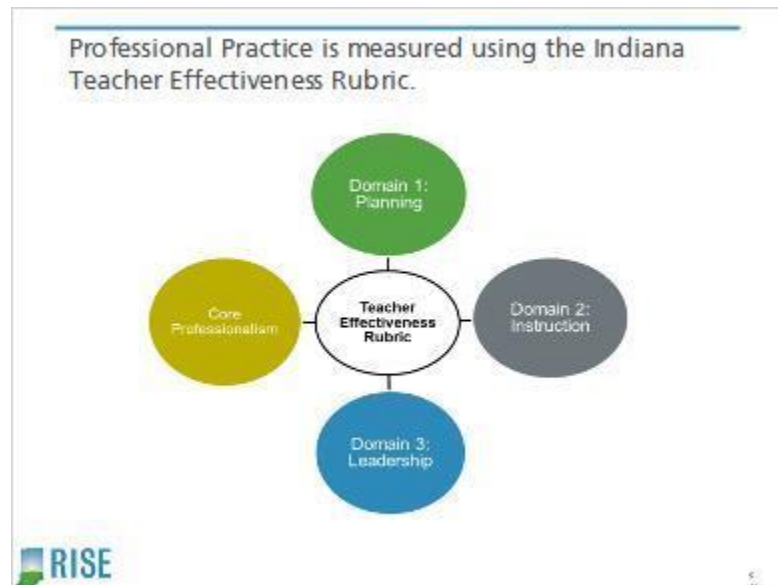 Professional Practice is measured using the Indiana
Teacher Effectiveness Rubric.
Domain 1:
Planning
Core
Professionalism
Teacher
Effectiveness
Rubric
Domain 2:
Instruction
Domain 3:
Leadership
RISE